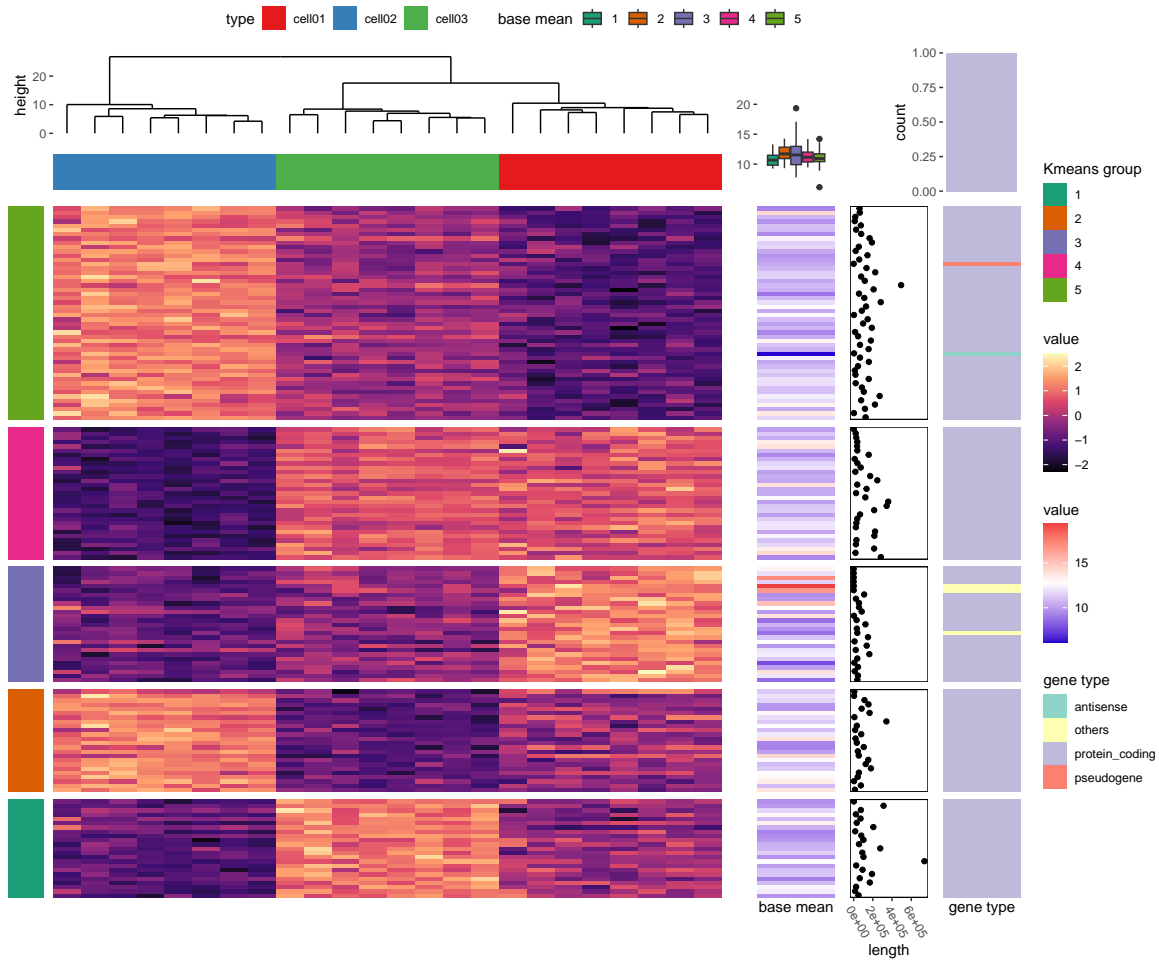 type cell01 cell02 cell03 base mean 1 2 3 4 5
height
20
10
0
20
15
10
count
1.00
0.75
0.50
0.25
0.00
Kmeans group
1
2
3
4
5
value
2
1
0
−1
−2
value
15
10
gene type
antisense
others
protein_coding
pseudogene
base mean
0e+00
2e+05
4e+05
6e+05
length
gene type